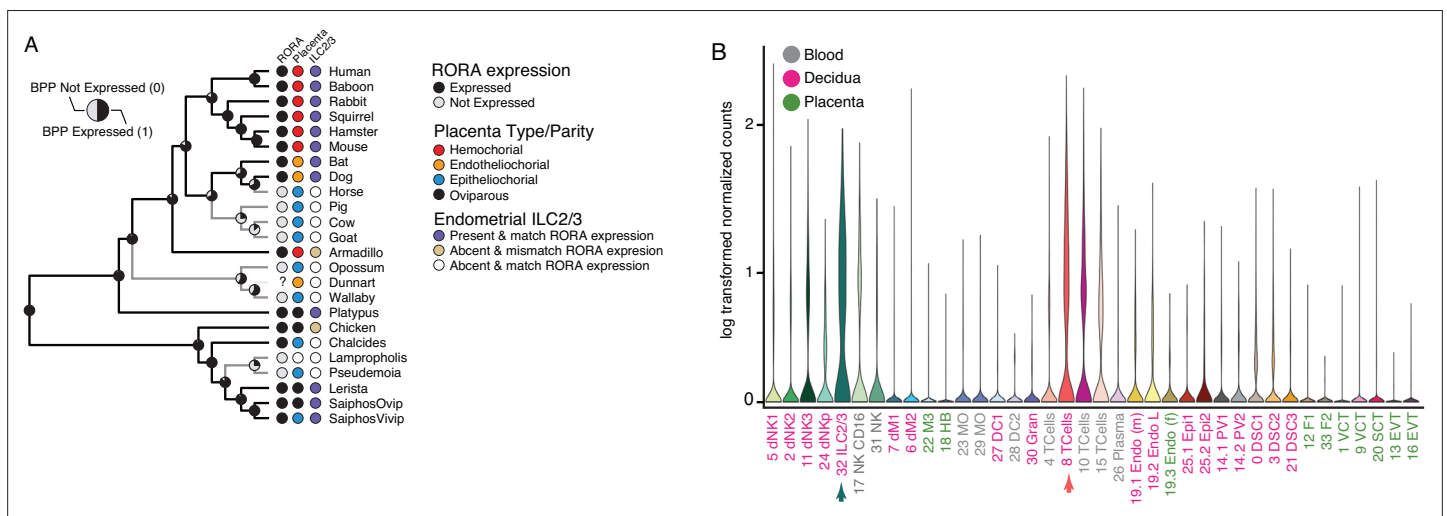 A
RORA
Placenta
ILC2/3
BPP Not Expressed (0)
BPP Expressed (1)
Human
Baboon
Rabbit
Squirrel
Hamster
Mouse
Bat
Dog
Horse
Pig
Cow
Goat
Armadillo
Opossum
? Dunnart
Wallaby
Platypus
Chicken
Chalcides
Lampropholis
Pseudemoia
Lerista
SaiphosOvip
SaiphosVivip
RORA expression
Expressed
Not Expressed
Placenta Type/Parity
Hemochorial
Endotheliochorial
Epitheliochorial
Oviparous
Endometrial ILC2/3
Present & match RORA expression
Absent & mismatch RORA expresion
Absent & match RORA expression
B
Blood
Decidua
Placenta
log transformed normalized counts
2
1
0
5 dNK1
2 dNK2
11 dNK3
24 dNKp
32 ILC2/3
17 NK CD16
31 NK
7 dM1
6 dM2
22 M3
18 HB
23 MO
29 MO
27 DC1
28 DC2
30 Gran
4 TCells
8 TCells
10 TCells
15 TCells
26 Plasma
19.1 Endo (m)
19.2 Endo L
19.3 Endo (f)
25.1 Epi1
25.2 Epi2
14.1 PV1
14.2 PV2
0 DSC1
3 DSC2
21 DSC3
12 F1
33 F2
1 VCT
9 VCT
20 SCT
13 EVT
16 EVT